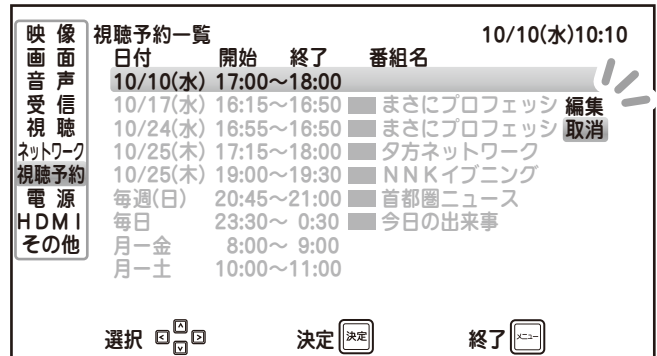 映 像
画 面
音 声
受 信
視 聴
ネットワーク
視聴予約
電 源
HDMI
その他
視聴予約一覧 10/10(水)10:10
日付 開始 終了 番組名
10/10(水) 17:00～18:00
10/17(水) 16:15～16:50 まさにプロフェッシ 編集
10/24(水) 16:55～16:50 まさにプロフェッシ 取消
10/25(木) 17:15～18:00 夕方ネットワーク
10/25(木) 19:00～19:30 NNKイブニング
毎週(日) 20:45～21:00 首都圏ニュース
毎日 23:30～ 0:30 今日の出来事
月ー金 8:00～ 9:00
月ー土 10:00～11:00
選択 決定 決定 終了 メニュー